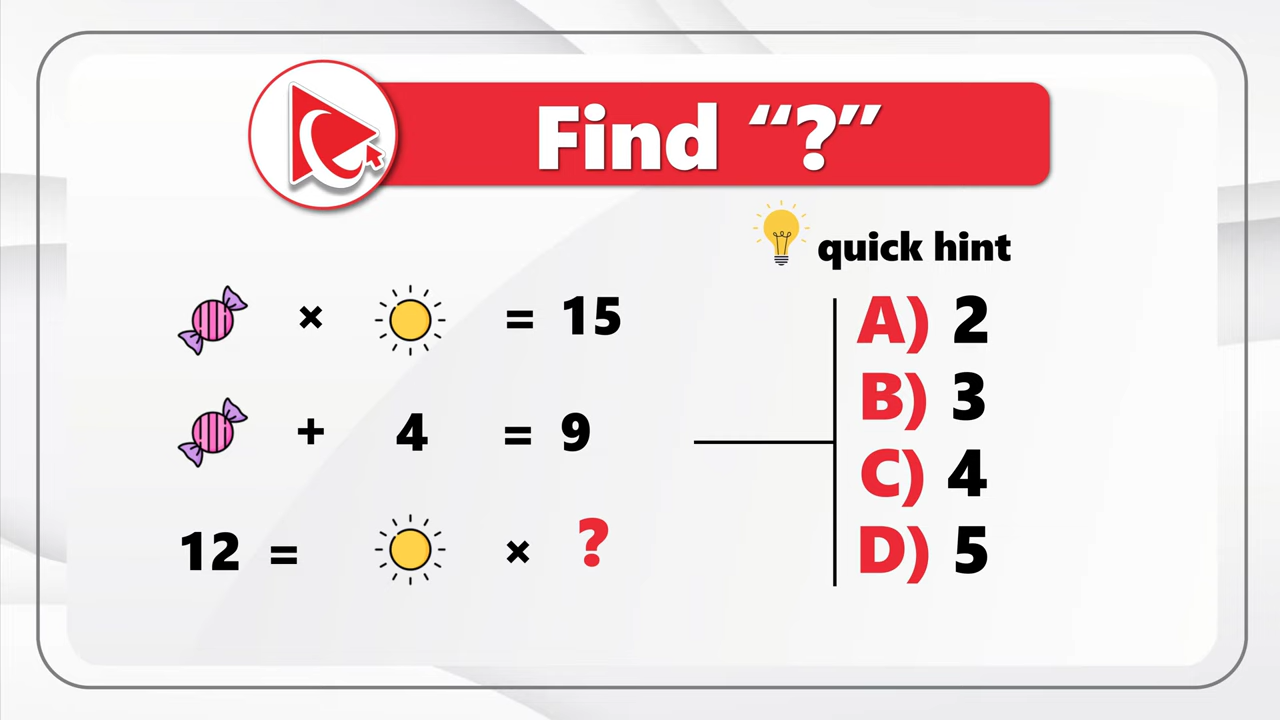 Find “?”
quick hint
× = 15
+ 4 = 9
12 = × ?
A) 2
B) 3
C) 4
D) 5